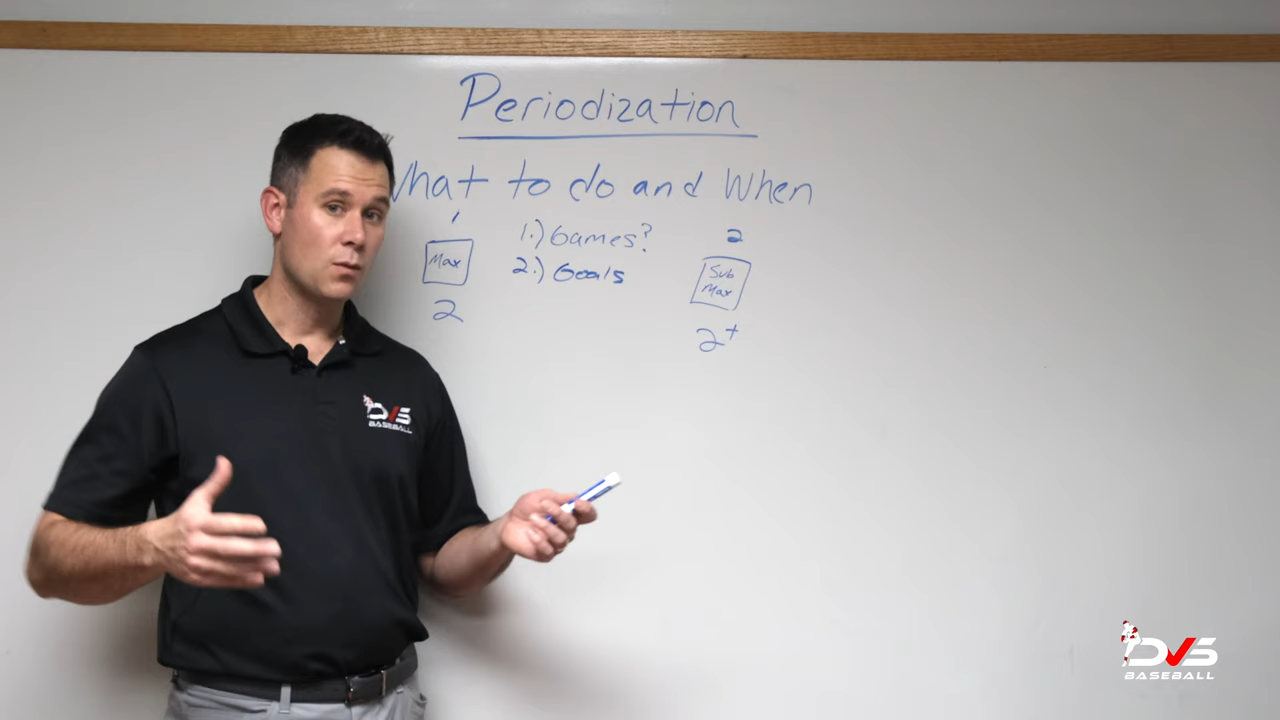 Periodization
What to do and When
1
1.) Games?
2
Max
2.) Goals
Sub
Max
2
2+
DVS
BASEBALL
DVS
BASEBALL